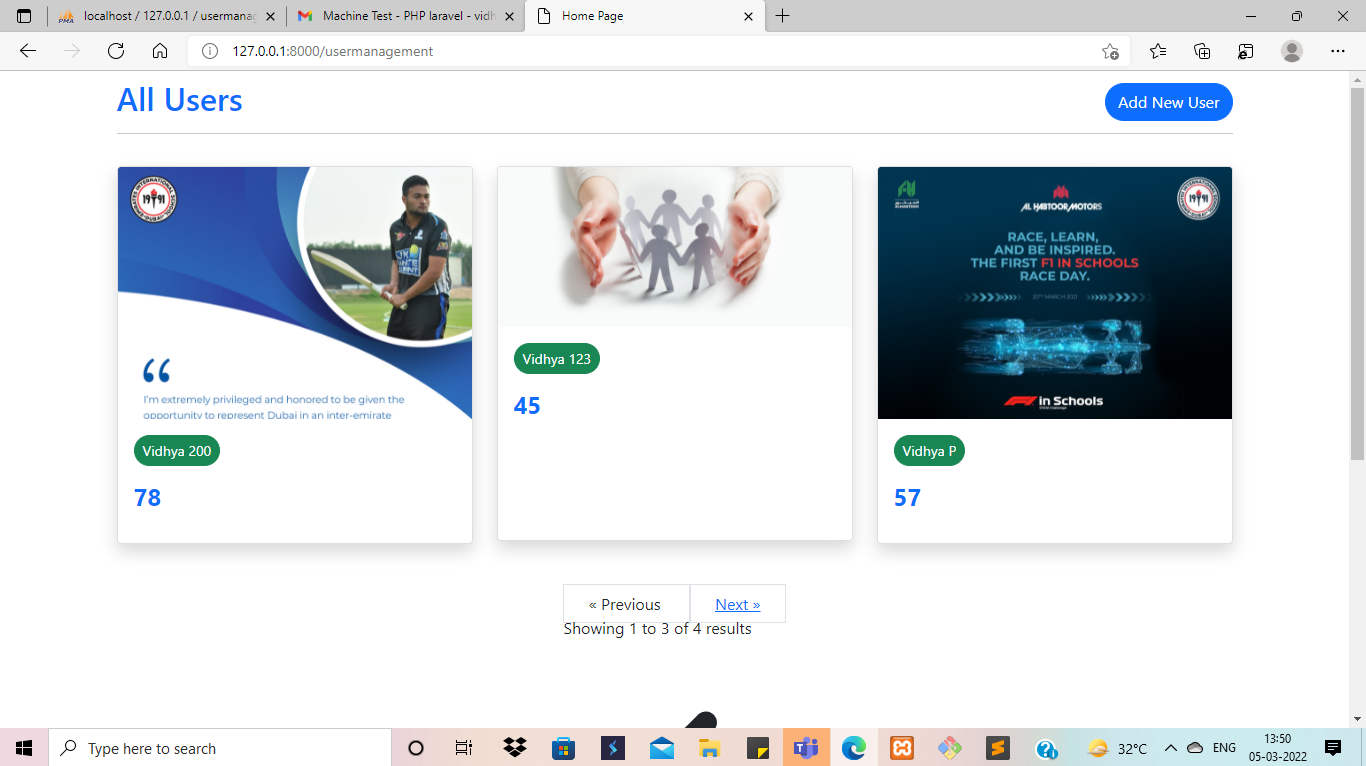 localhost / 127.0.0.1 / usermanag
Machine Test - PHP laravel - vidh
Home Page
127.0.0.1:8000/usermanagement
All Users
Add New User
1991
AL HABTOOR MOTORS
1991
RACE, LEARN,
AND BE INSPIRED.
THE FIRST F1 IN SCHOOLS
RACE DAY.
20TH MARCH 2021
“
I'm extremely privileged and honored to be given the
opportunity to represent Dubai in an inter-emirate
in Schools
Vidhya 200
78
Vidhya 123
45
Vidhya P
57
« Previous
Next »
Showing 1 to 3 of 4 results
Type here to search
32°C
ENG
13:50
05-03-2022